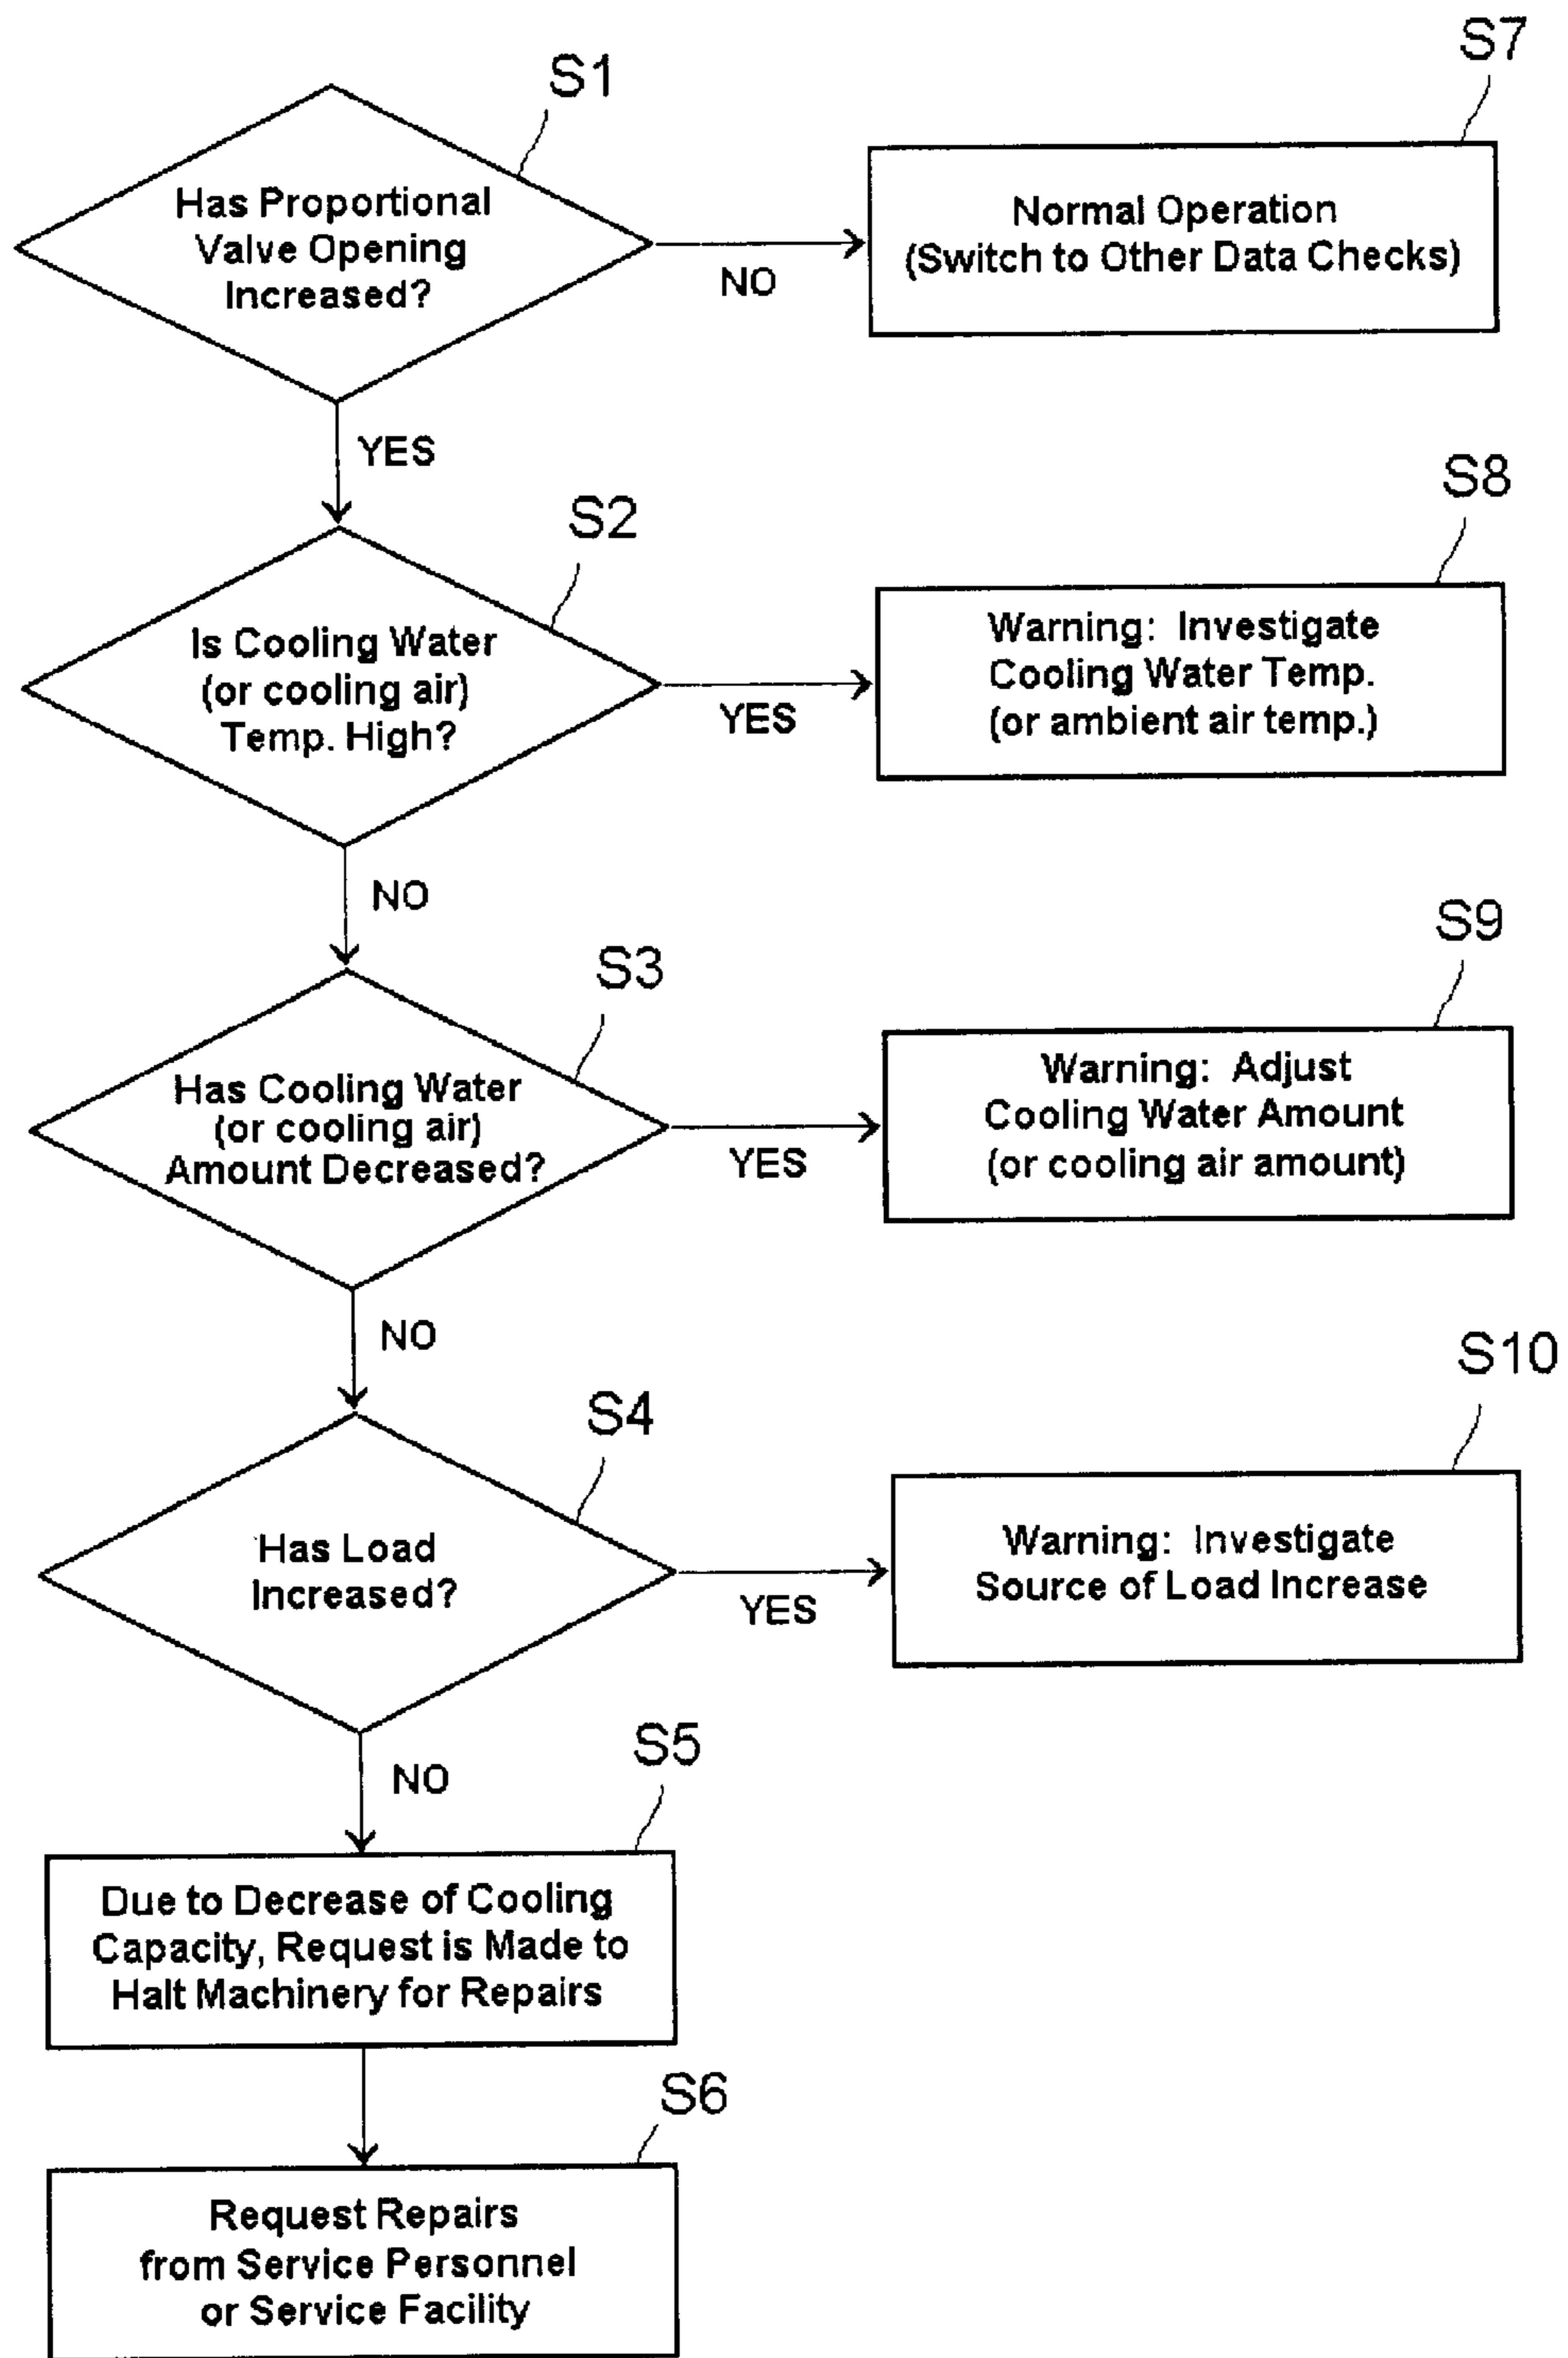 S1
Has Proportional
Valve Opening
Increased?
NO
S7
Normal Operation
(Switch to Other Data Checks)
YES
S2
Is Cooling Water
(or cooling air)
Temp. High?
YES
S8
Warning: Investigate
Cooling Water Temp.
(or ambient air temp.)
NO
S3
Has Cooling Water
(or cooling air)
Amount Decreased?
YES
S9
Warning: Adjust
Cooling Water Amount
(or cooling air amount)
NO
S4
Has Load
Increased?
YES
S10
Warning: Investigate
Source of Load Increase
NO
S5
Due to Decrease of Cooling
Capacity, Request is Made to
Halt Machinery for Repairs
S6
Request Repairs
from Service Personnel
or Service Facility